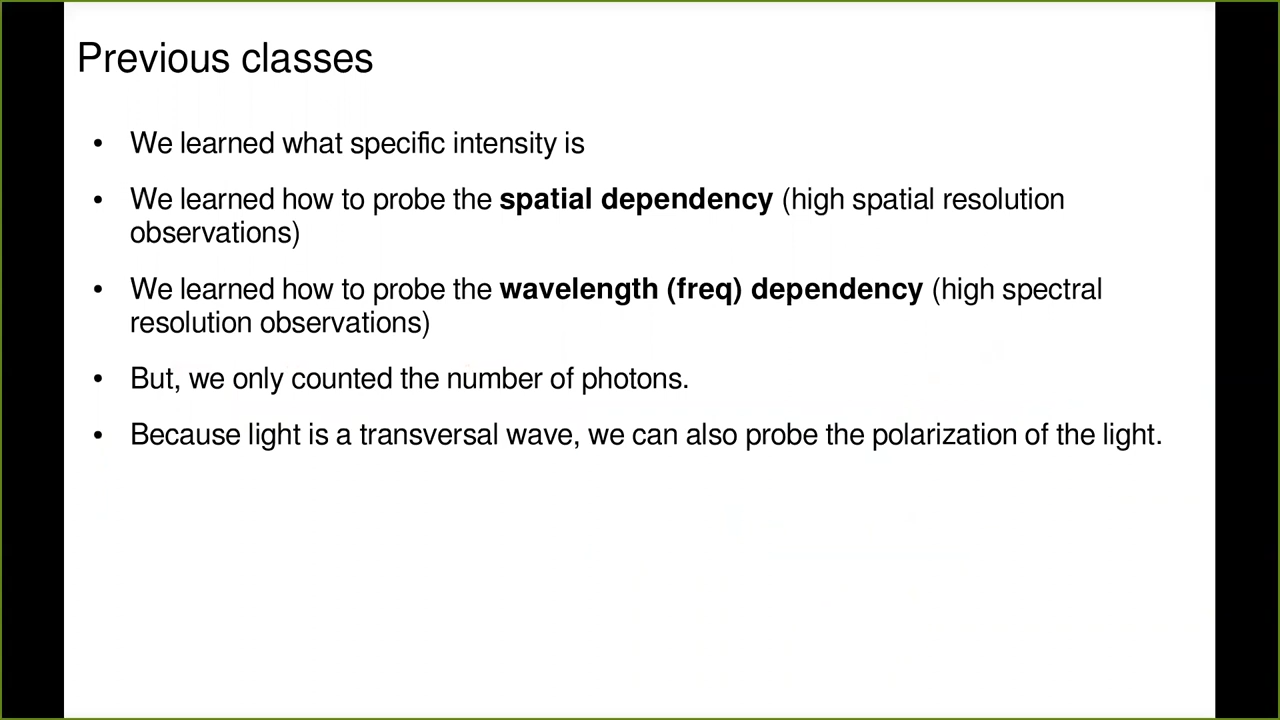 Previous classes
• We learned what specific intensity is
• We learned how to probe the spatial dependency (high spatial resolution
observations)
• We learned how to probe the wavelength (freq) dependency (high spectral
resolution observations)
• But, we only counted the number of photons.
• Because light is a transversal wave, we can also probe the polarization of the light.